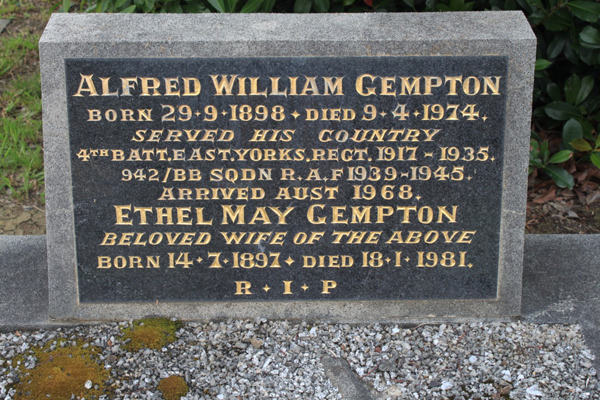 ALFRED WILLIAM GEMPTON
BORN 29·9·1898 · DIED 9·4·1974.
SERVED HIS COUNTRY
4TH BATT. EAST. YORKS. REGT. 1917 - 1935.
942/BB SQDN R.A.F 1939-1945.
ARRIVED AUST 1968.
ETHEL MAY GEMPTON
BELOVED WIFE OF THE ABOVE
BORN 14·7·1897 · DIED 18·1·1981.
R·I·P